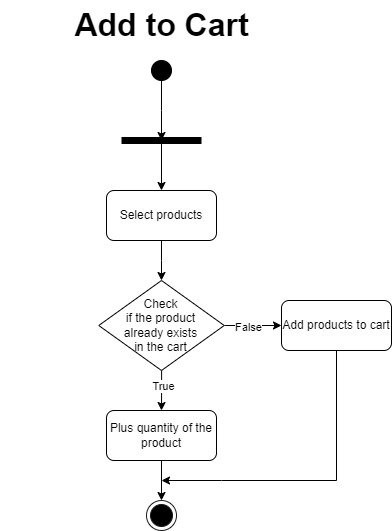 Add to Cart
Select products
Check
if the product
already exists
in the cart
False
Add products to cart
True
Plus quantity of the
product